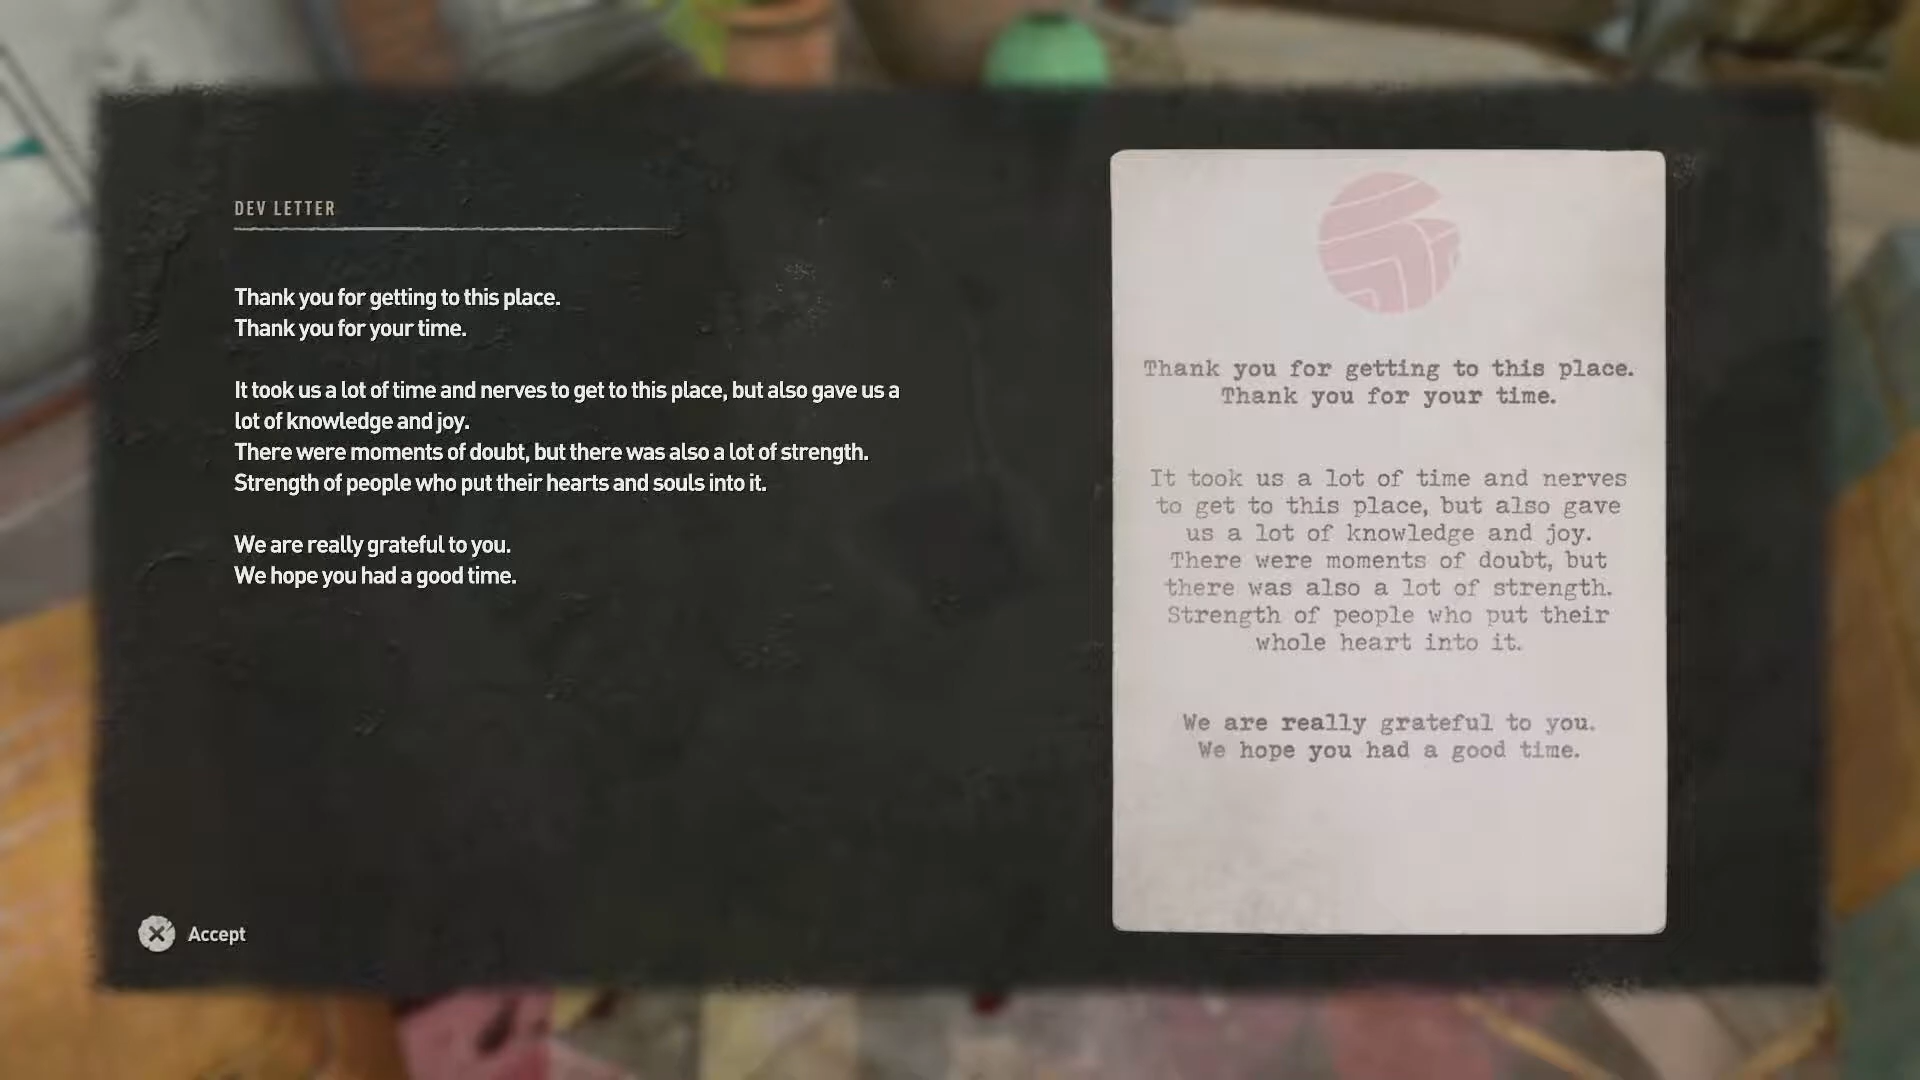 DEV LETTER
Thank you for getting to this place.
Thank you for your time.
It took us a lot of time and nerves to get to this place, but also gave us a
lot of knowledge and joy.
There were moments of doubt, but there was also a lot of strength.
Strength of people who put their hearts and souls into it.
We are really grateful to you.
We hope you had a good time.
Accept
Thank you for getting to this place.
Thank you for your time.
It took us a lot of time and nerves
to get to this place, but also gave
us a lot of knowledge and joy.
There were moments of doubt, but
there was also a lot of strength.
Strength of people who put their
whole heart into it.
We are really grateful to you.
We hope you had a good time.